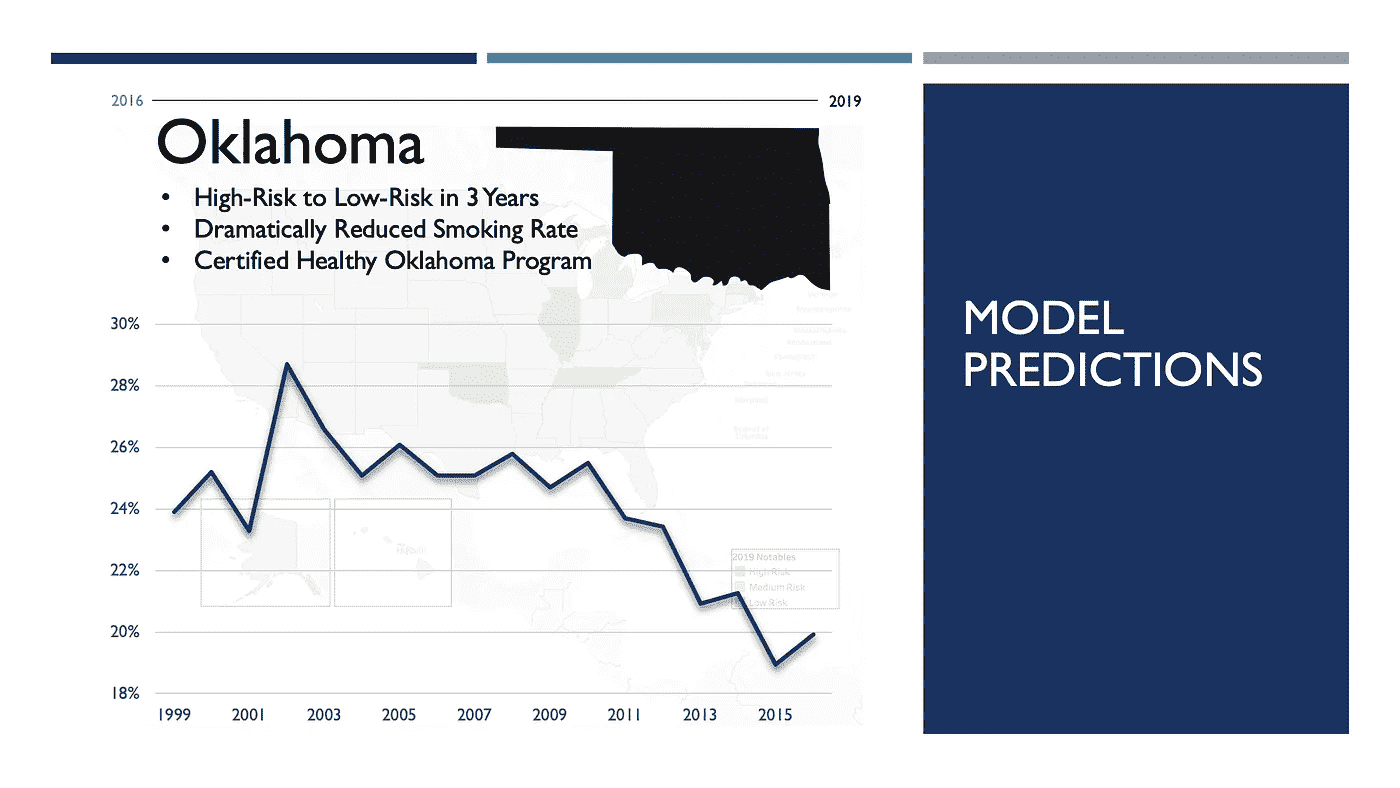 2016
2019
Oklahoma
• High-Risk to Low-Risk in 3 Years
• Dramatically Reduced Smoking Rate
• Certified Healthy Oklahoma Program
30%
28%
26%
24%
22%
20%
18%
1999 2001 2003 2005 2007 2009 2011 2013 2015
2019 Notables
High Risk
Medium Risk
Low Risk
MODEL
PREDICTIONS